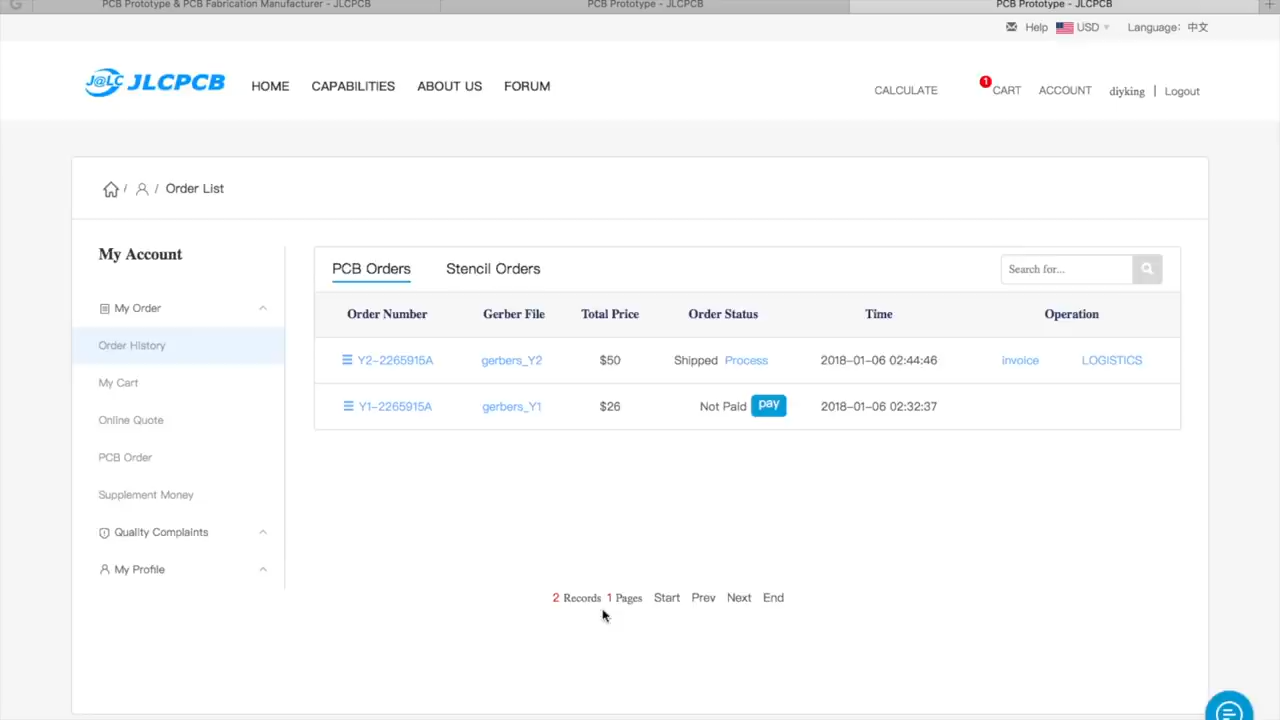 PCB Prototype & PCB Fabrication Manufacturer - JLCPCB
PCB Prototype - JLCPCB
PCB Prototype - JLCPCB
Help USD Language: 中文
J@LC JLCPCB HOME CAPABILITIES ABOUT US FORUM
1 CART
CALCULATE ACCOUNT diyking | Logout
/ / Order List
My Account
PCB Orders Stencil Orders Search for...
My Order
Order Number Gerber File Total Price Order Status Time Operation
Order History
Y2-2265915A gerbers_Y2 $50 Shipped Process 2018-01-06 02:44:46 invoice LOGISTICS
My Cart
Y1-2265915A gerbers_Y1 $26 Not Paid pay 2018-01-06 02:32:37
Online Quote
PCB Order
Supplement Money
Quality Complaints
My Profile
2 Records 1 Pages Start Prev Next End